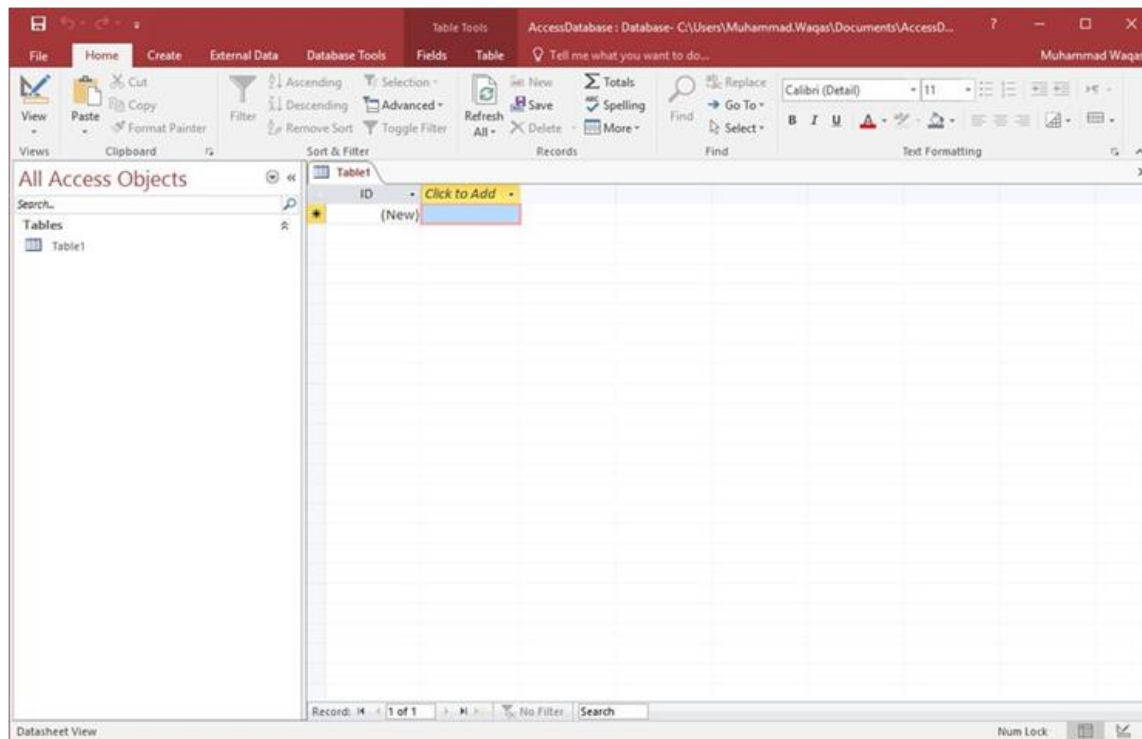 Table Tools
AccessDatabase : Database- C:\Users\Muhammad.Waqas\Documents\AccessD... ?
File Home Create External Data Database Tools Fields Table Tell me what you want to do... Muhammad Waqas
View
Paste
Cut
Copy
Format Painter
Filter
Ascending
Descending
Remove Sort
Selection
Advanced
Toggle Filter
Refresh
All
New
Save
Delete
Totals
Spelling
More
Find
Replace
Go To
Select
Calibri (Detail) 11
B I U A
Views Clipboard Sort & Filter Records Find Text Formatting
All Access Objects
Search..
Tables
Table1
Table1
ID Click to Add
(New)
Record: 1 of 1 No Filter Search
Datasheet View Num Lock